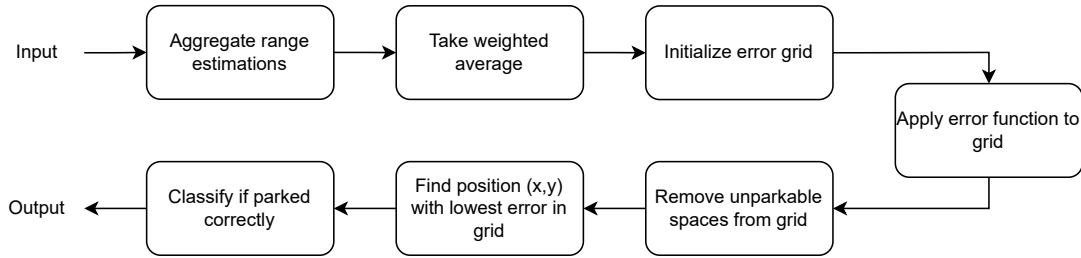 Input
Aggregate range
estimations
Take weighted
average
Initialize error grid
Apply error function to
grid
Remove unparkable
spaces from grid
Find position (x,y)
with lowest error in
grid
Classify if parked
correctly
Output